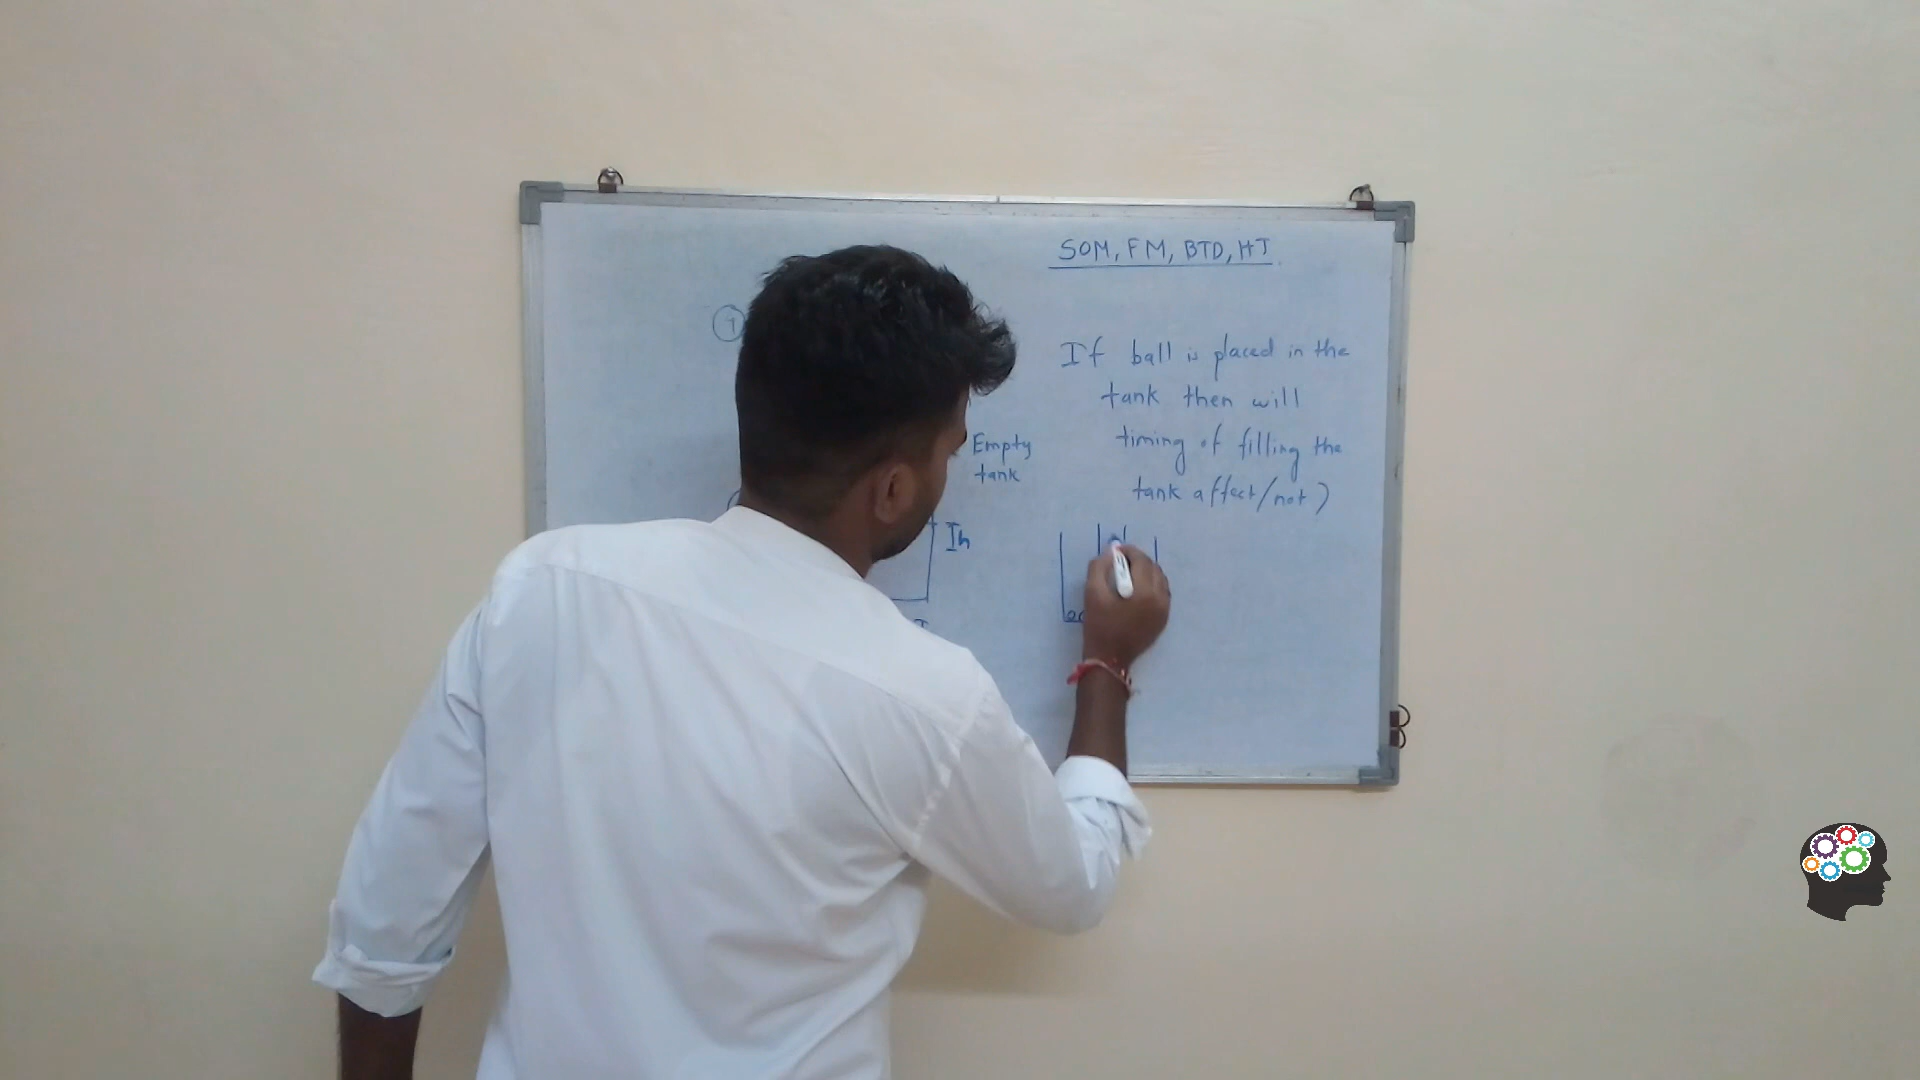 SOM, FM, BTD, HT
If ball is placed in the
tank then will
timing of filling the
tank affect/not)
Empty
tank